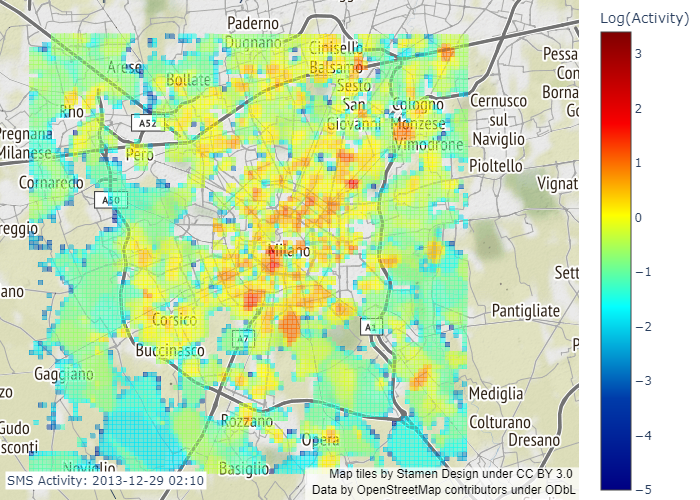 Log(Activity)
Paderno
Dugnano
Cinisello
Balsamo
Arese
Bollate
Sesto
San
Giovanni
Cologno
Monzese
Vimodrone
Pessa
Con
Borna
Go
Cernusco
sul
Naviglio
Rho
A52
Pregnana
Milanese
Pero
Pioltello
Cornaredo
A50
Vignat
reggio
Milano
Sett
ano
Pantigliate
Corsico
A7
A1
Buccinasco
P
Gaggiano
zo
Mediglia
Rozzano
Colturano
Gudo
sconti
Opera
Dresano
Noviglio
Basiglio
SMS Activity: 2013-12-29 02:10
Map tiles by Stamen Design under CC BY 3.0
Data by OpenStreetMap contributors under ODbL
3
2
1
0
−1
−2
−3
−4
−5